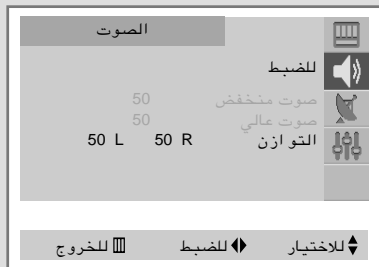 الصوت
للضبط
صوت منخفض 50
صوت عالي 50
التوازن 50 L 50 R
للاختيار للضبط للخروج